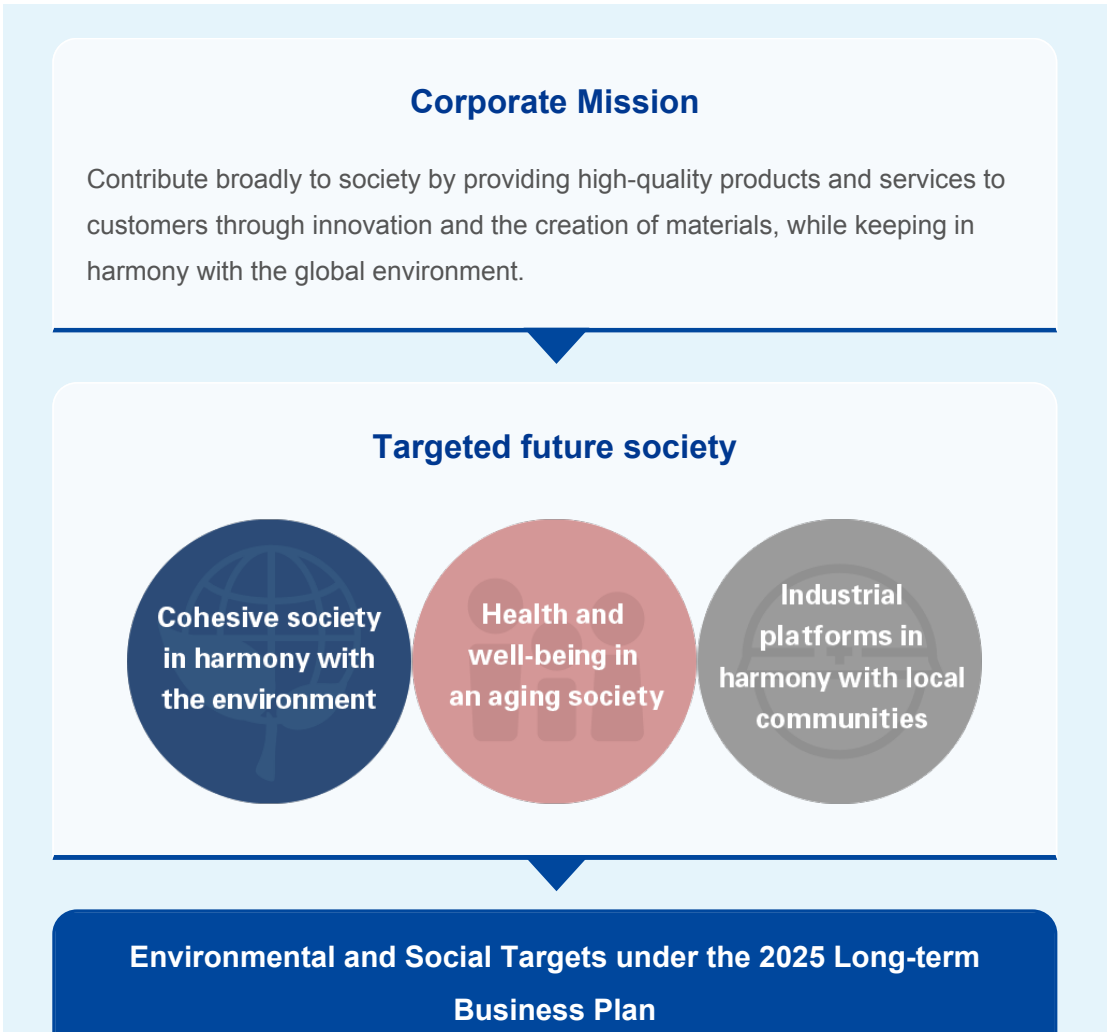 Corporate Mission
Contribute broadly to society by providing high-quality products and services to
customers through innovation and the creation of materials, while keeping in
harmony with the global environment.
Targeted future society
Cohesive society
in harmony with
the environment
Health and
well-being in
an aging society
Industrial
platforms in
harmony with local
communities
Environmental and Social Targets under the 2025 Long-term
Business Plan